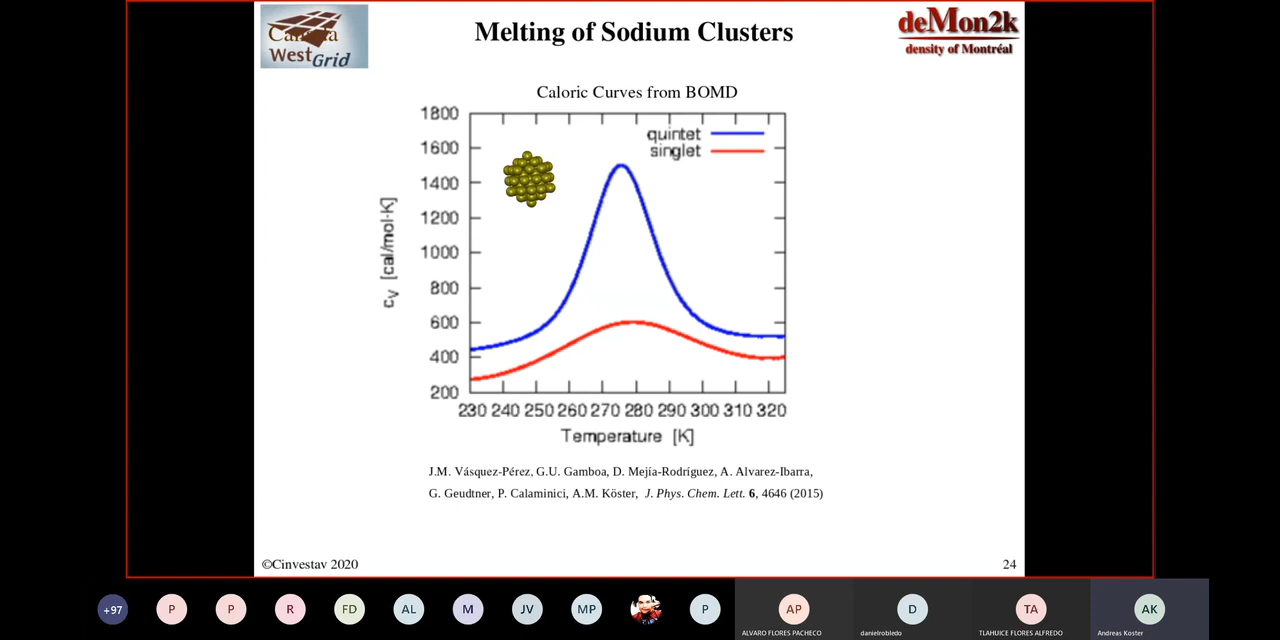 West Grid
Melting of Sodium Clusters
deMon2k
density of Montréal
Caloric Curves from BOMD
quintet
singlet
1800
1600
1400
1200
1000
800
600
400
200
cV [cal/mol·K]
230 240 250 260 270 280 290 300 310 320
Temperature [K]
J.M. Vásquez-Pérez, G.U. Gamboa, D. Mejía-Rodríguez, A. Alvarez-Ibarra,
G. Geudtner, P. Calaminici, A.M. Köster, J. Phys. Chem. Lett. 6, 4646 (2015)
©Cinvestav 2020
24
+97
P
P
R
FD
AL
M
JV
MP
P
AP
D
TA
AK
ALVARO FLORES PACHECO
danielrobledo
TLAHUICE FLORES ALFREDO
Andreas Koster